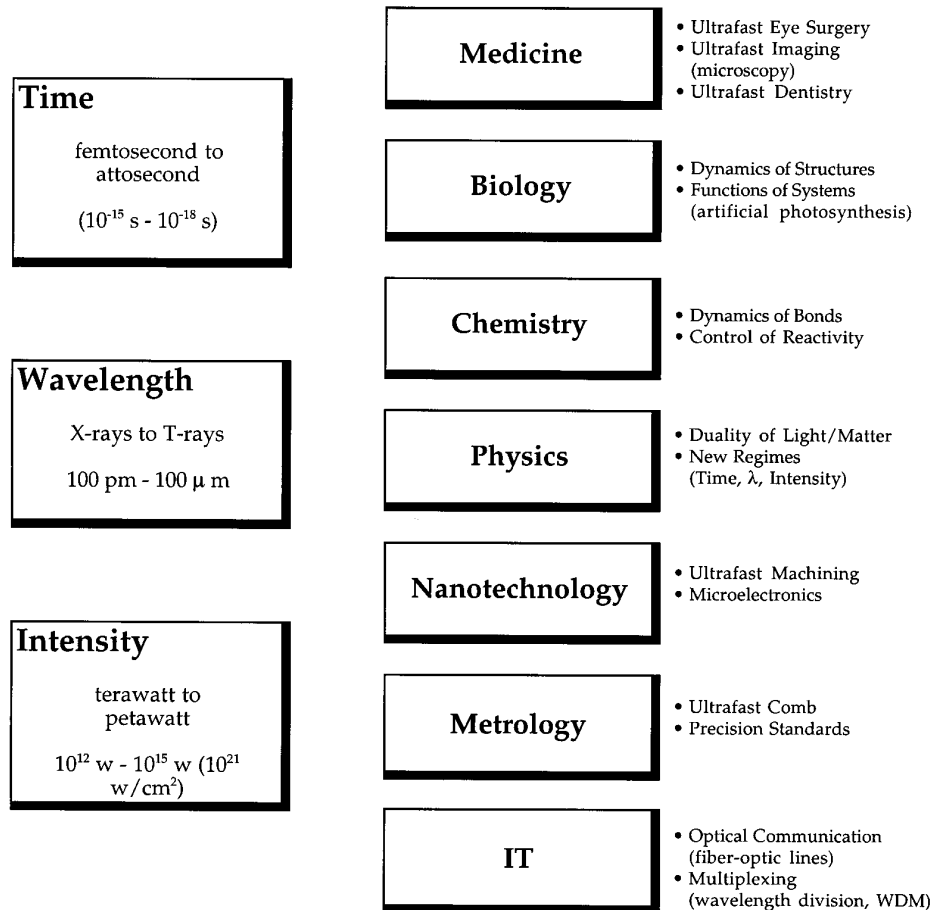 Time
femtosecond to
attosecond
(10⁻¹⁵ s - 10⁻¹⁸ s)
Wavelength
X-rays to T-rays
100 pm - 100 μ m
Intensity
terawatt to
petawatt
10¹² w - 10¹⁵ w (10²¹
w/cm²)
Medicine
• Ultrafast Eye Surgery
• Ultrafast Imaging
(microscopy)
• Ultrafast Dentistry
Biology
• Dynamics of Structures
• Functions of Systems
(artificial photosynthesis)
Chemistry
• Dynamics of Bonds
• Control of Reactivity
Physics
• Duality of Light/Matter
• New Regimes
(Time, λ, Intensity)
Nanotechnology
• Ultrafast Machining
• Microelectronics
Metrology
• Ultrafast Comb
• Precision Standards
IT
• Optical Communication
(fiber-optic lines)
• Multiplexing
(wavelength division, WDM)